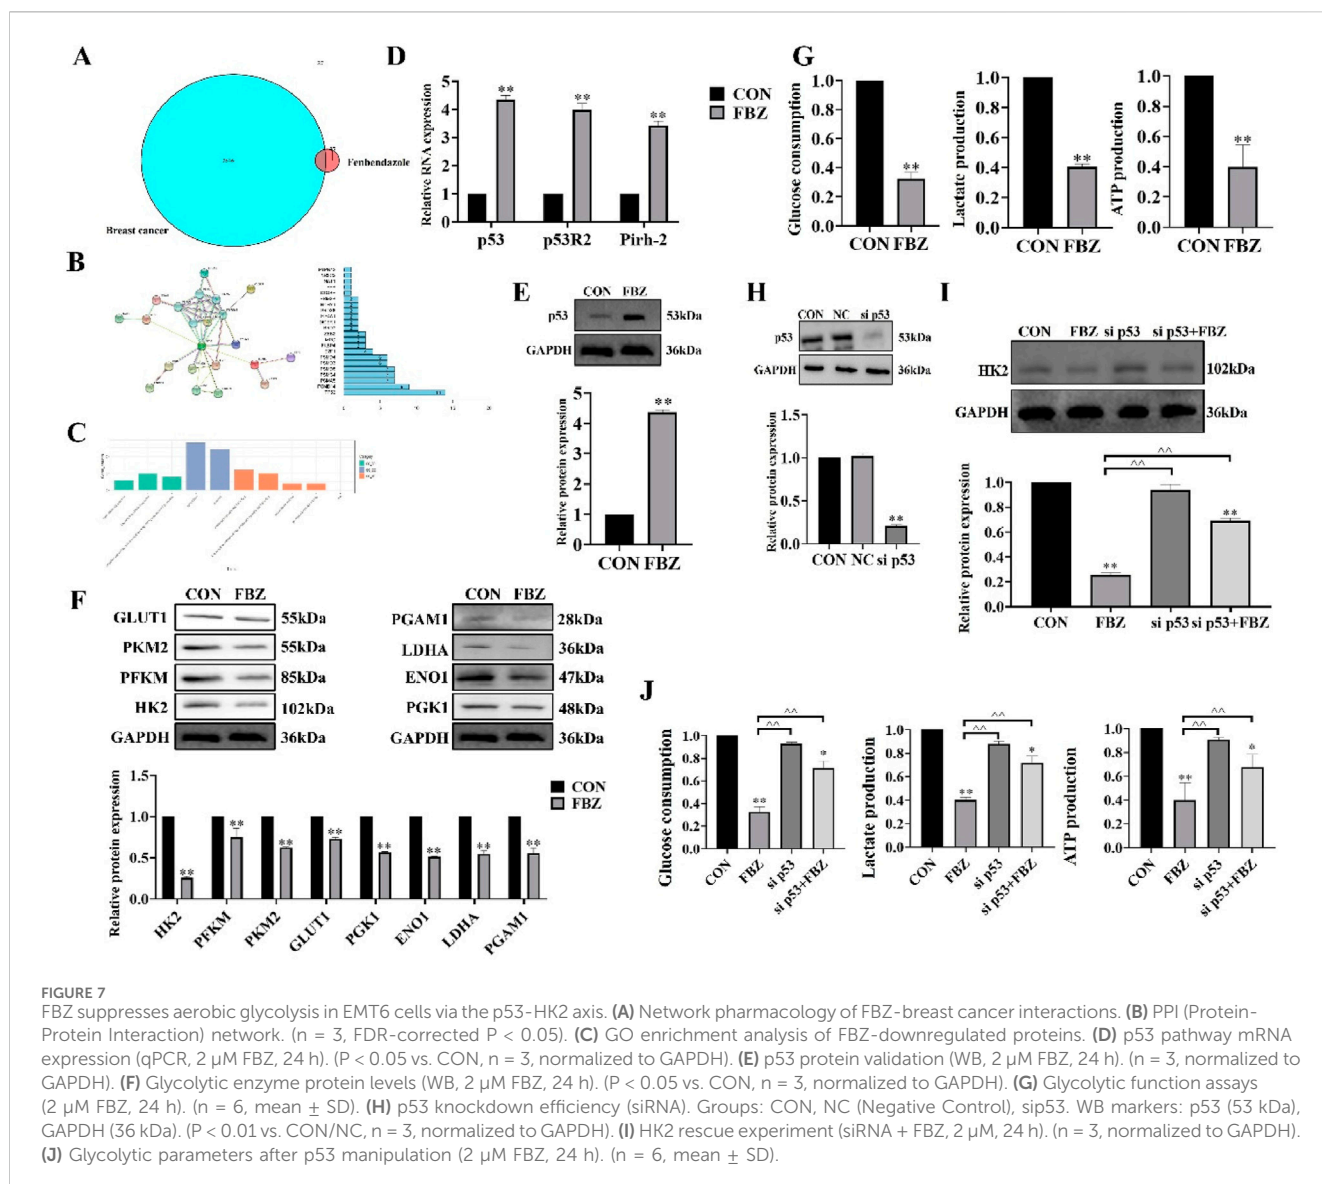 A
Breast cancer
Fenbendazole
B
0
5
10
15
20
C
D
Relative RNA expression
5
4
3
2
1
0
**
**
**
p53
p53R2
Pirh-2
CON
FBZ
E
CON FBZ
p53 53kDa
GAPDH 36kDa
Relative protein expression
5
4
3
2
1
0
**
CON FBZ
F
CON FBZ
GLUT1 55kDa
PKM2 55kDa
PFKM 85kDa
HK2 102kDa
GAPDH 36kDa
CON FBZ
PGAM1 28kDa
LDHA 36kDa
ENO1 47kDa
PGK1 48kDa
GAPDH 36kDa
Relative protein expression
1.5
1.0
0.5
0.0
** ** ** ** ** ** ** **
HK2 PFKM PKM2 GLUT1 PGK1 ENO1 LDHA PGAM1
CON
FBZ
G
Glucose consumption
1.0
0.8
0.6
0.4
0.2
0.0
**
CON FBZ
Lactate production
1.0
0.8
0.6
0.4
0.2
0.0
**
CON FBZ
ATP production
1.0
0.8
0.6
0.4
0.2
0.0
**
CON FBZ
H
CON NC si p53
p53 53kDa
GAPDH 36kDa
Relative protein expression
1.5
1.0
0.5
0.0
**
CON NC si p53
I
CON FBZ si p53 si p53+FBZ
HK2 102kDa
GAPDH 36kDa
Relative protein expression
1.0
0.8
0.6
0.4
0.2
0.0
^^
^^
**
**
CON FBZ si p53 si p53+FBZ
J
Glucose consumption
1.0
0.8
0.6
0.4
0.2
0.0
^^
^^
**
*
CON FBZ si p53 si p53+FBZ
Lactate production
1.0
0.8
0.6
0.4
0.2
0.0
^^
^^
**
*
CON FBZ si p53 si p53+FBZ
ATP production
1.0
0.8
0.6
0.4
0.2
0.0
^^
^^
**
*
CON FBZ si p53 si p53+FBZ
FIGURE 7
FBZ suppresses aerobic glycolysis in EMT6 cells via the p53-HK2 axis. (A) Network pharmacology of FBZ-breast cancer interactions. (B) PPI (Protein-
Protein Interaction) network. (n = 3, FDR-corrected P < 0.05). (C) GO enrichment analysis of FBZ-downregulated proteins. (D) p53 pathway mRNA
expression (qPCR, 2 μM FBZ, 24 h). (P < 0.05 vs. CON, n = 3, normalized to GAPDH). (E) p53 protein validation (WB, 2 μM FBZ, 24 h). (n = 3, normalized to
GAPDH). (F) Glycolytic enzyme protein levels (WB, 2 μM FBZ, 24 h). (P < 0.05 vs. CON, n = 3, normalized to GAPDH). (G) Glycolytic function assays
(2 μM FBZ, 24 h). (n = 6, mean ± SD). (H) p53 knockdown efficiency (siRNA). Groups: CON, NC (Negative Control), sip53. WB markers: p53 (53 kDa),
GAPDH (36 kDa). (P < 0.01 vs. CON/NC, n = 3, normalized to GAPDH). (I) HK2 rescue experiment (siRNA + FBZ, 2 μM, 24 h). (n = 3, normalized to GAPDH).
(J) Glycolytic parameters after p53 manipulation (2 μM FBZ, 24 h). (n = 6, mean ± SD).